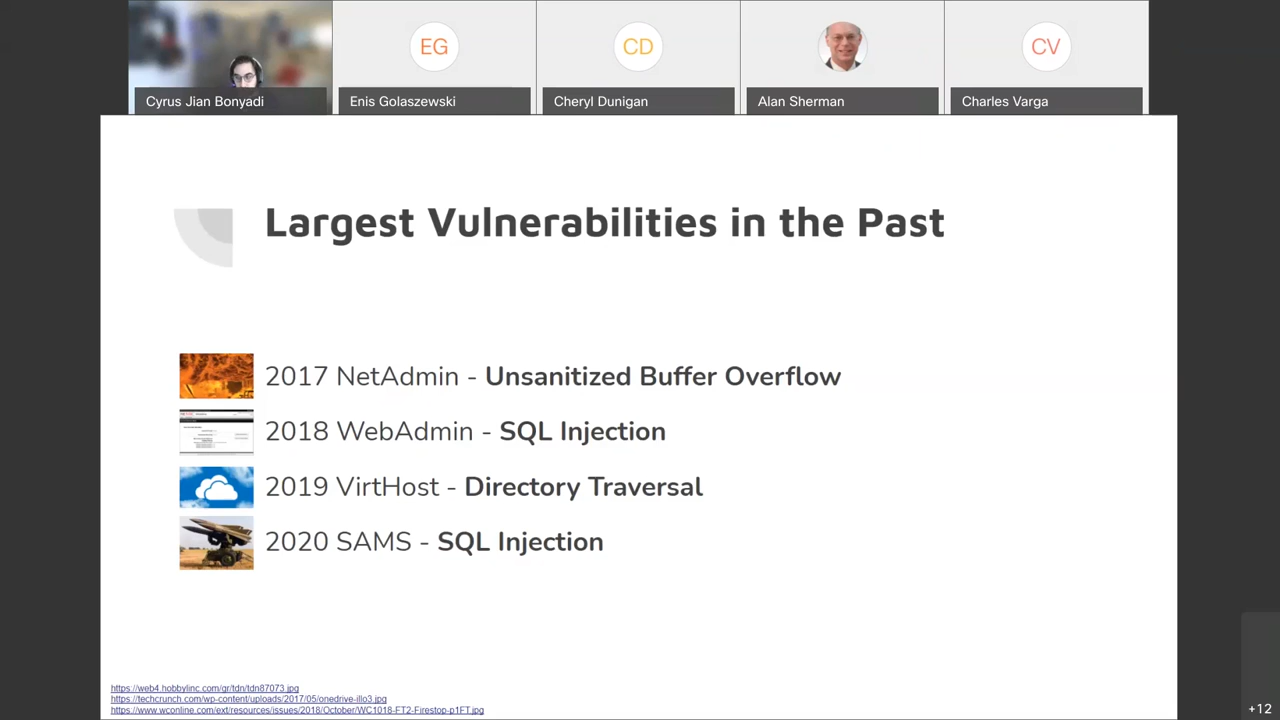 EG
CD
CV
Cyrus Jian Bonyadi
Enis Golaszewski
Cheryl Dunigan
Alan Sherman
Charles Varga
Largest Vulnerabilities in the Past
2017 NetAdmin - Unsanitized Buffer Overflow
2018 WebAdmin - SQL Injection
2019 VirtHost - Directory Traversal
2020 SAMS - SQL Injection
https://web4.hobbylinc.com/gr/tdn/tdn87073.jpg
https://techcrunch.com/wp-content/uploads/2017/05/onedrive-illo3.jpg
https://www.wconline.com/ext/resources/issues/2018/October/WC1018-FT2-Firestop-p1FT.jpg
+12